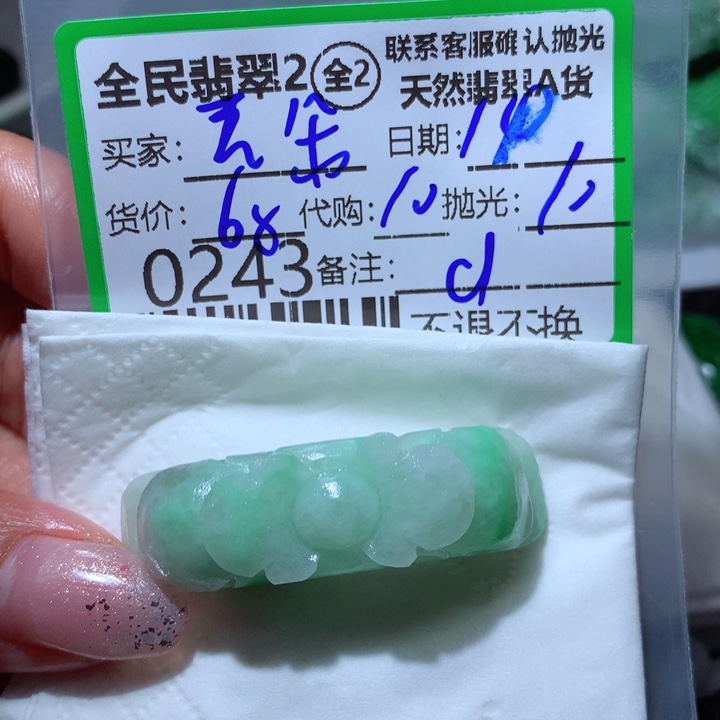 全民翡翠2 全2 联系客服确认抛光
天然翡翠A货
买家: 日期:
货价: 68 代购: 10 抛光: 10
0243 备注: d
不退不换